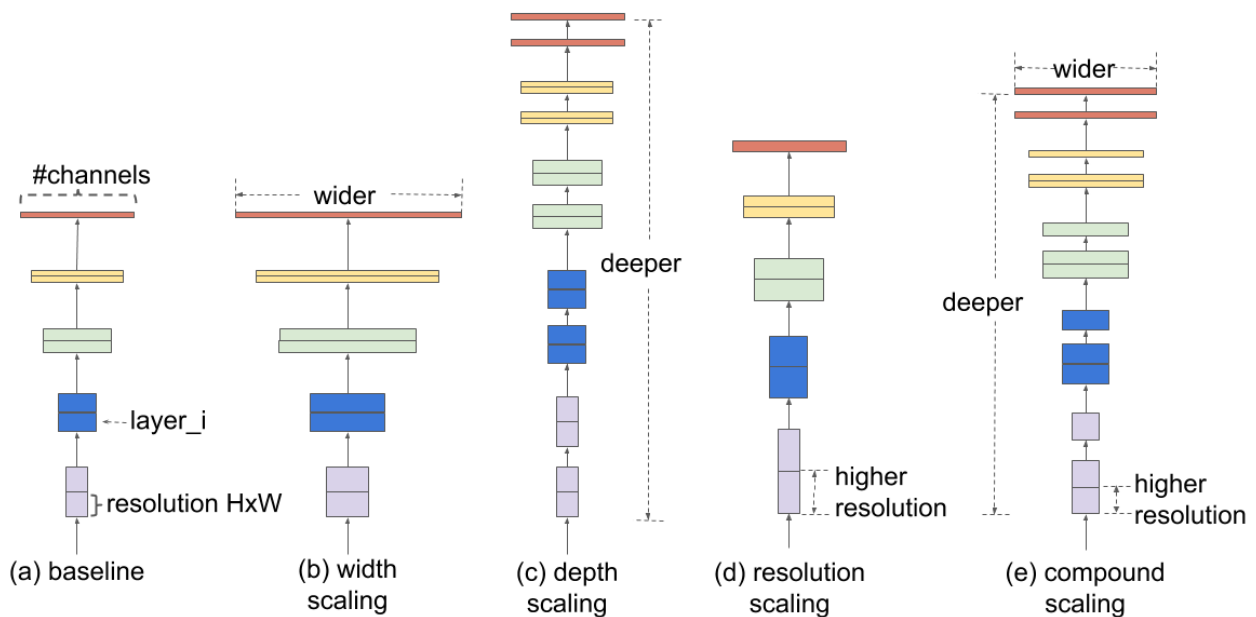 #channels
layer_i
resolution HxW
(a) baseline
wider
(b) width
scaling
deeper
(c) depth
scaling
higher
resolution
(d) resolution
scaling
wider
deeper
higher
resolution
(e) compound
scaling